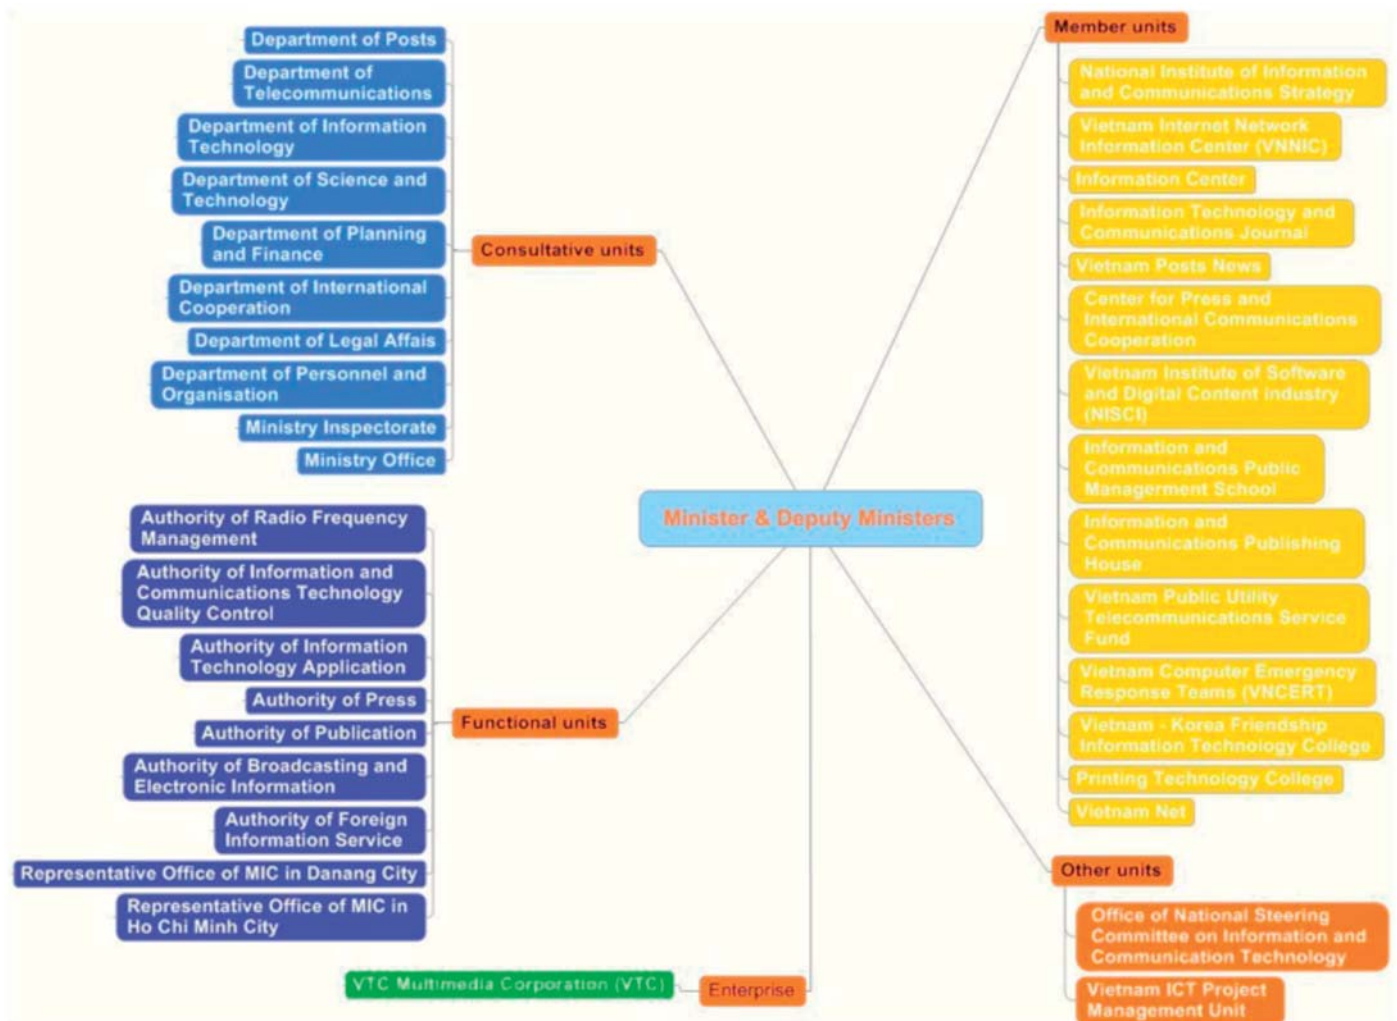 Department of Posts
Department of
Telecommunications
Department of Information
Technology
Department of Science and
Technology
Department of Planning
and Finance
Department of International
Cooperation
Department of Legal Affais
Department of Personnel and
Organisation
Ministry Inspectorate
Ministry Office
Consultative units
Authority of Radio Frequency
Management
Authority of Information and
Communications Technology
Quality Control
Authority of Information
Technology Application
Authority of Press
Authority of Publication
Authority of Broadcasting and
Electronic Information
Authority of Foreign
Information Service
Representative Office of MIC in Danang City
Representative Office of MIC in
Ho Chi Minh City
Functional units
VTC Multimedia Corporation (VTC)
Enterprise
Minister & Deputy Ministers
Member units
National Institute of Information
and Communications Strategy
Vietnam Internet Network
Information Center (VNNIC)
Information Center
Information Technology and
Communications Journal
Vietnam Posts News
Center for Press and
International Communications
Cooperation
Vietnam Institute of Software
and Digital Content industry
(NISCI)
Information and
Communications Public
Managerment School
Information and
Communications Publishing
House
Vietnam Public Utility
Telecommunications Service
Fund
Vietnam Computer Emergency
Response Teams (VNCERT)
Vietnam - Korea Friendship
Information Technology College
Printing Technology College
Vietnam Net
Other units
Office of National Steering
Committee on Information and
Communication Technology
Vietnam ICT Project
Management Unit